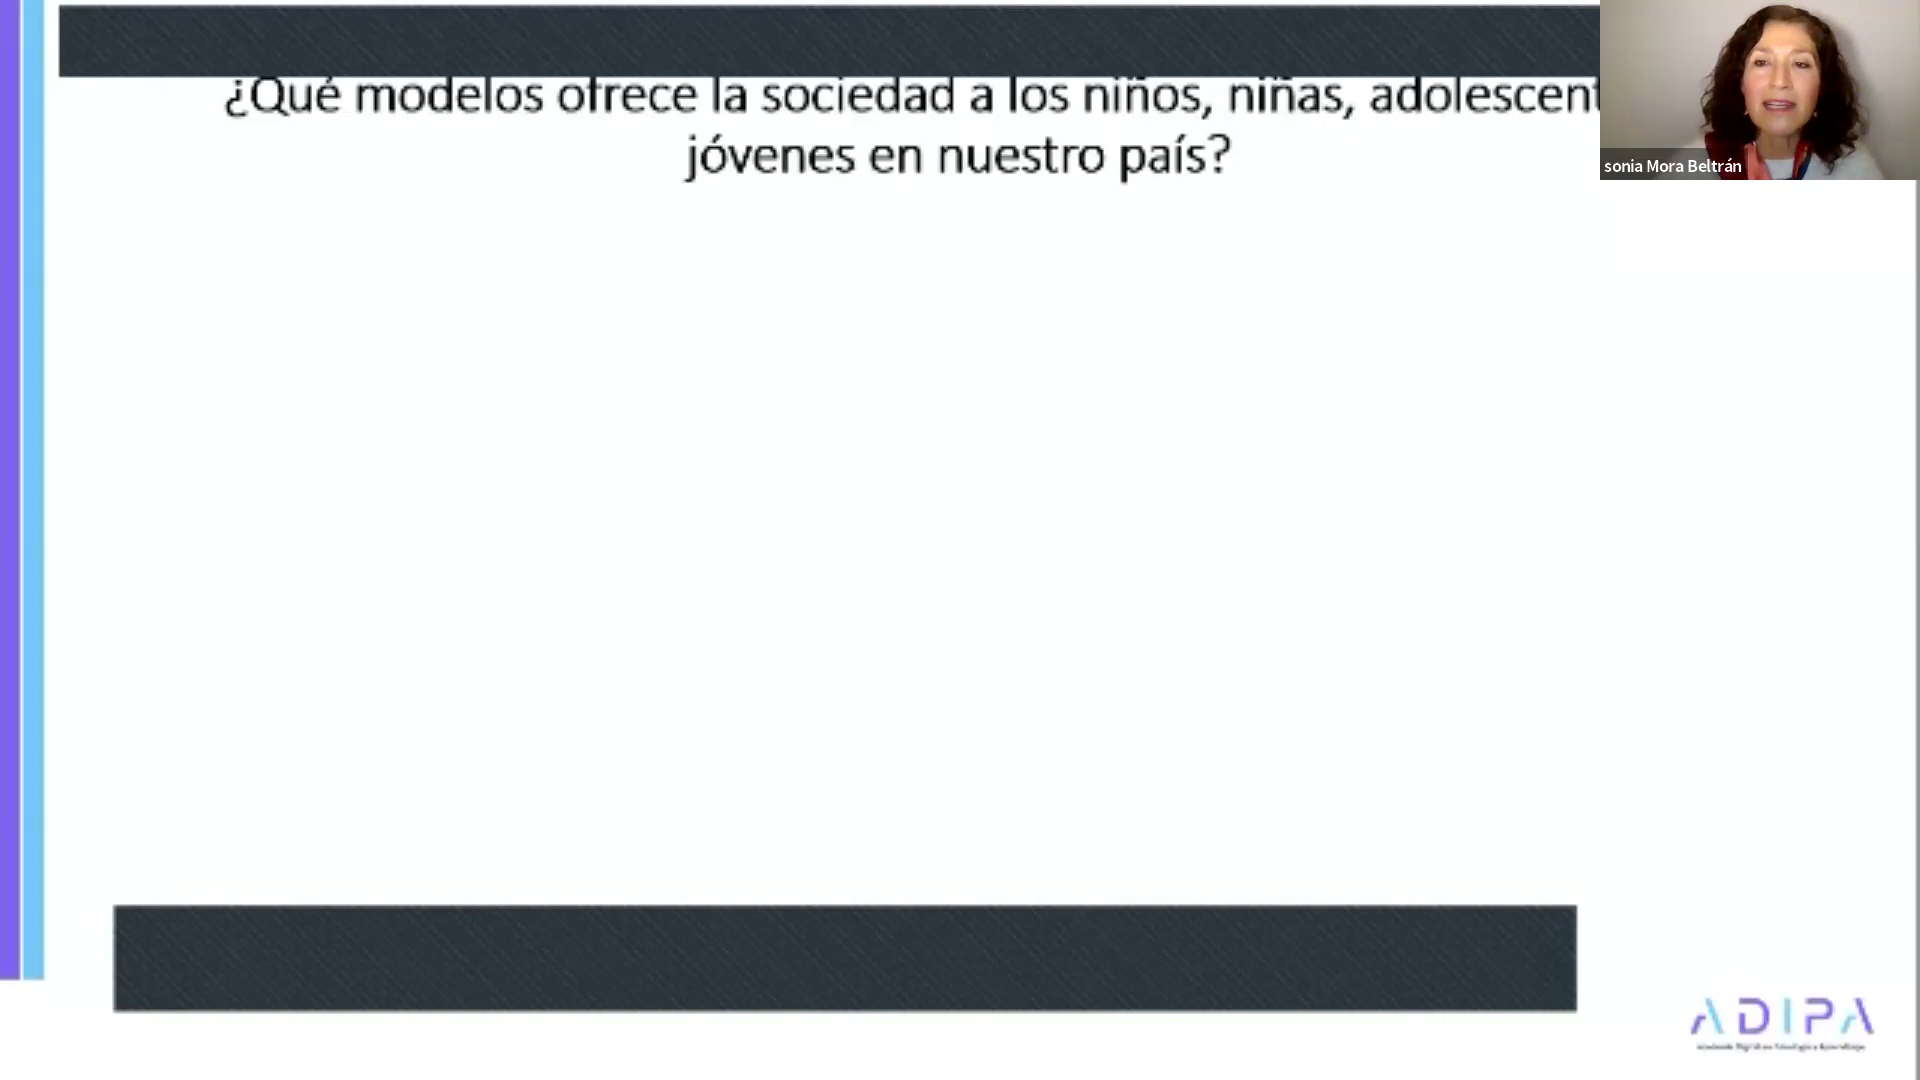 ¿Qué modelos ofrece la sociedad a los niños, niñas, adolescent
jóvenes en nuestro país?
sonia Mora Beltrán
ADIPA